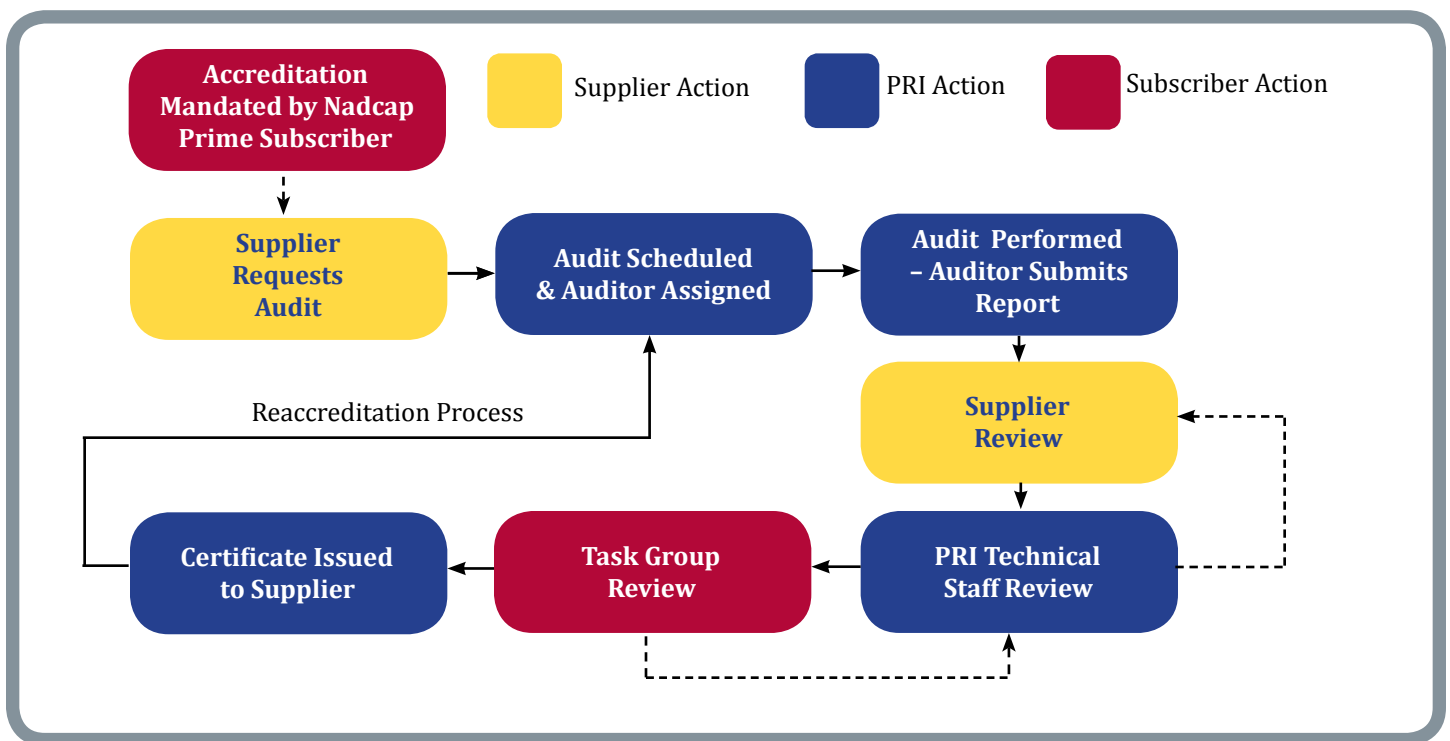 Accreditation
Mandated by Nadcap
Prime Subscriber
Supplier Action
PRI Action
Subscriber Action
Supplier
Requests
Audit
Audit Scheduled
& Auditor Assigned
Audit Performed
– Auditor Submits
Report
Reaccreditation Process
Supplier
Review
Certificate Issued
to Supplier
Task Group
Review
PRI Technical
Staff Review